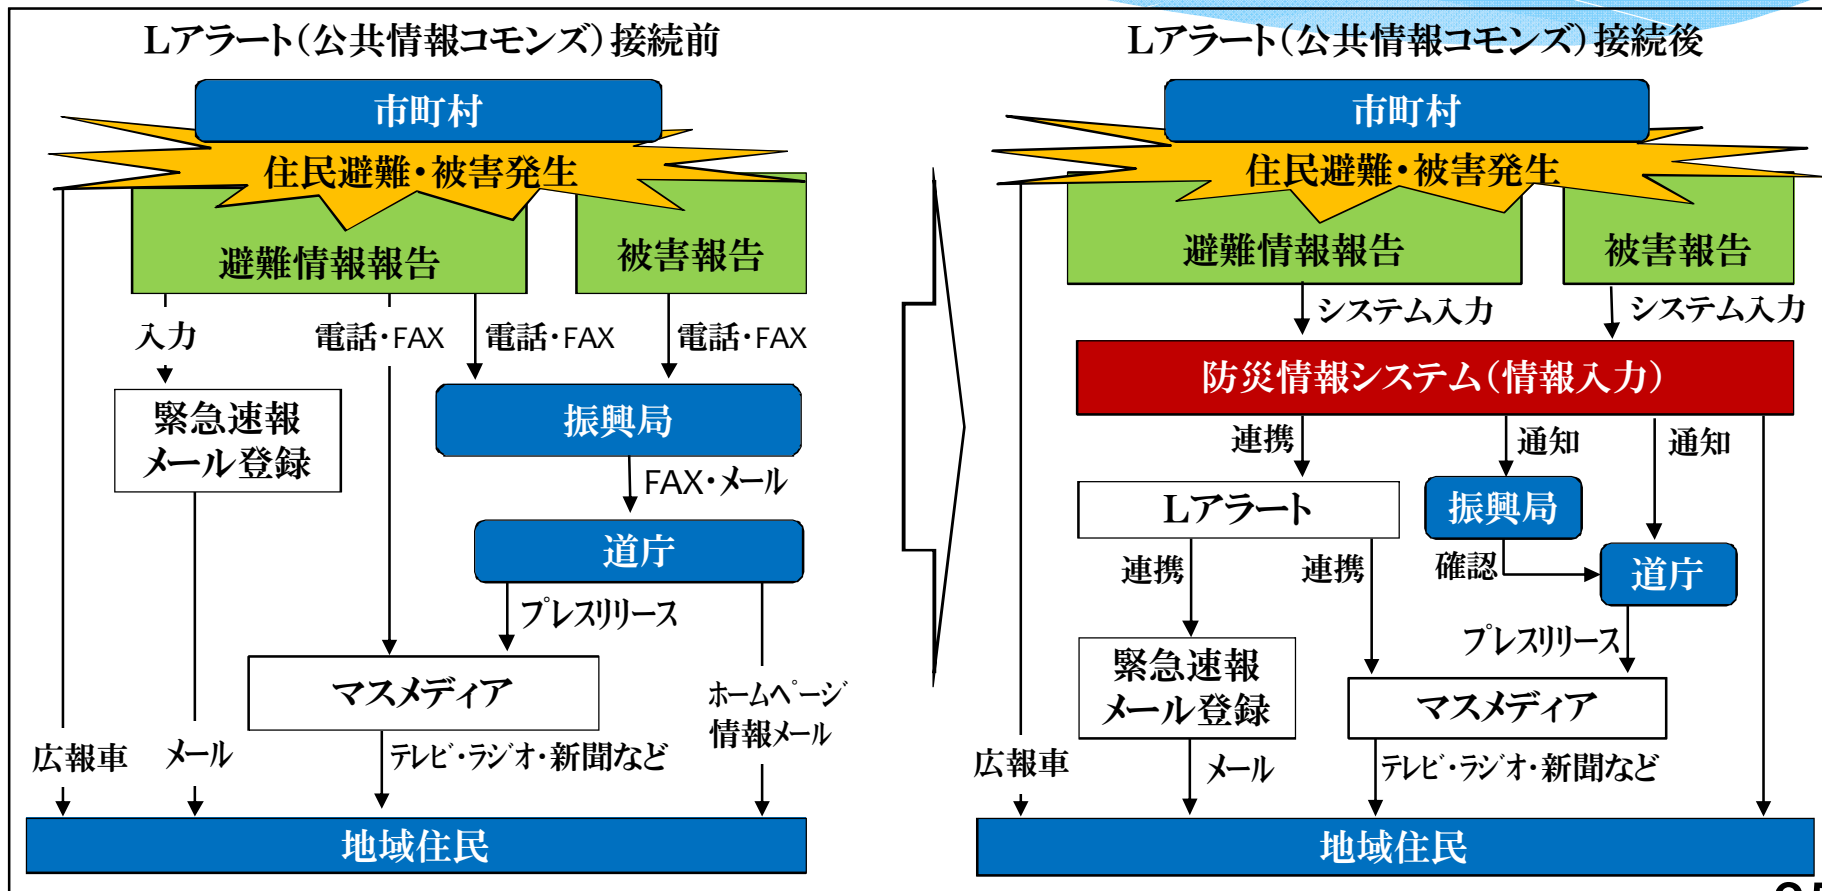 Lアラート(公共情報コモンズ)接続前
市町村
住民避難・被害発生
避難情報報告
被害報告
入力
電話・FAX
電話・FAX
電話・FAX
緊急速報
メール登録
振興局
FAX・メール
道庁
プレスリリース
マスメディア
ホームページ
情報メール
広報車
メール
テレビ・ラジオ・新聞など
地域住民
Lアラート(公共情報コモンズ)接続後
市町村
住民避難・被害発生
避難情報報告
被害報告
システム入力
システム入力
防災情報システム(情報入力)
連携
通知
通知
Lアラート
振興局
連携
連携
確認
道庁
プレスリリース
緊急速報
メール登録
マスメディア
広報車
メール
テレビ・ラジオ・新聞など
地域住民